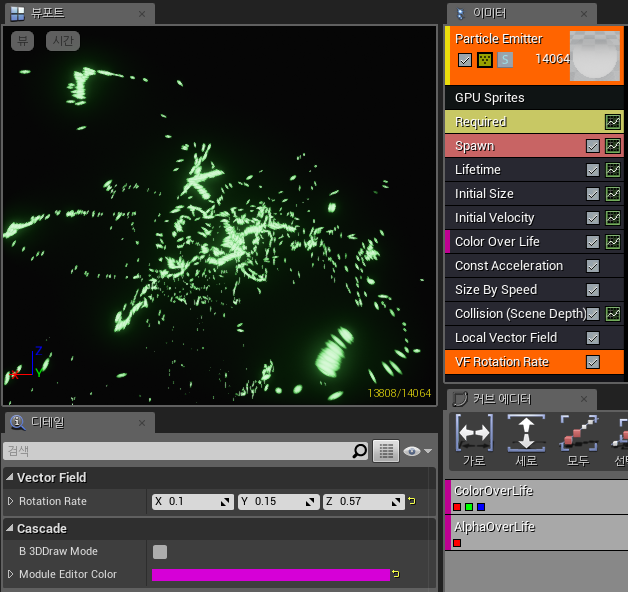 뷰포트
뷰
시간
Z
X
Y
13808/14064
이미터
Particle Emitter
S
14064
GPU Sprites
Required
Spawn
Lifetime
Initial Size
Initial Velocity
Color Over Life
Const Acceleration
Size By Speed
Collision (Scene Depth)
Local Vector Field
VF Rotation Rate
디테일
검색
Vector Field
Rotation Rate
X 0.1
Y 0.15
Z 0.57
Cascade
B 3DDraw Mode
Module Editor Color
커브 에디터
가로
세로
모두
ColorOverLife
AlphaOverLife